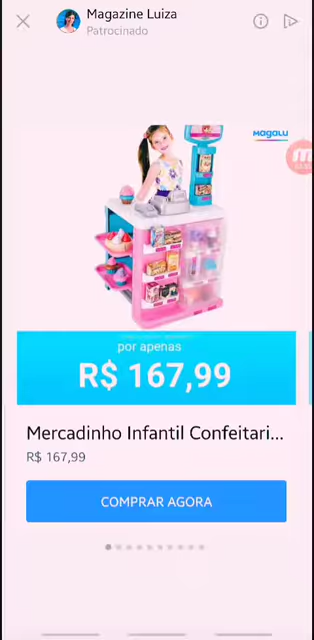 Magazine Luiza
Patrocinado
MAGALU
por apenas
R$ 167,99
Mercadinho Infantil Confeitari...
R$ 167,99
COMPRAR AGORA